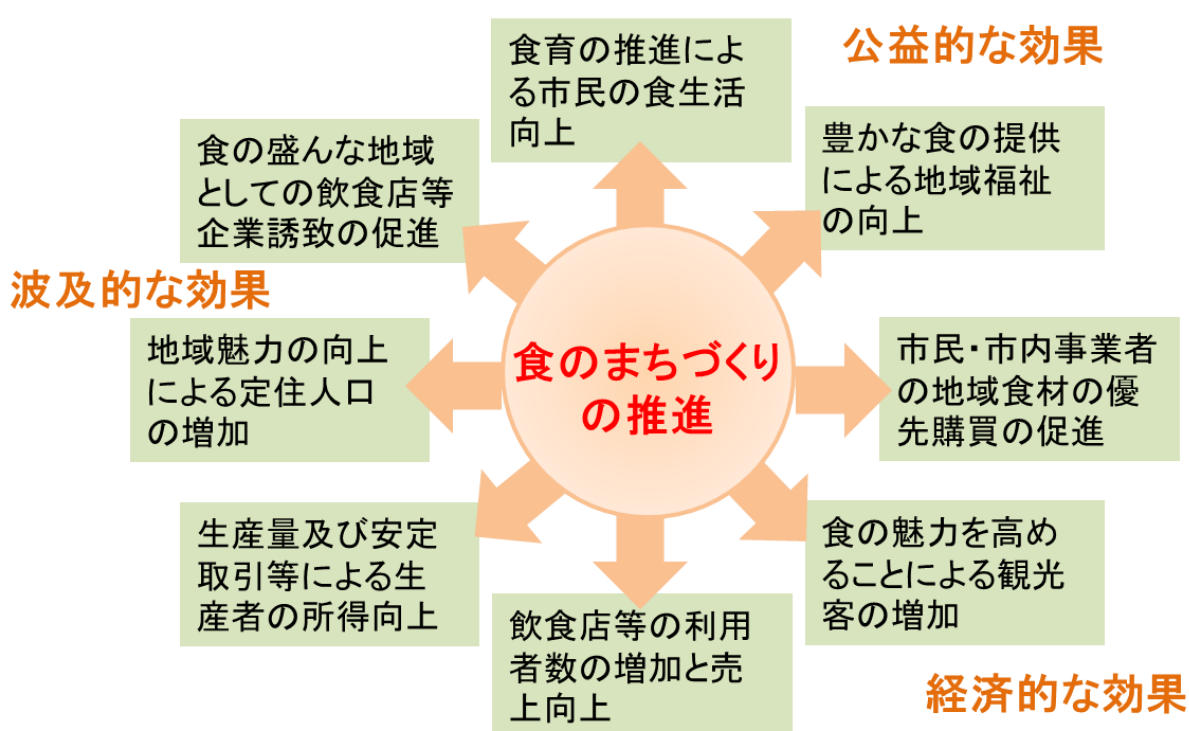 公益的な効果
食育の推進によ
る市民の食生活
向上
豊かな食の提供
による地域福祉
の向上
食の盛んな地域
としての飲食店等
企業誘致の促進
波及的な効果
地域魅力の向上
による定住人口
の増加
食のまちづくり
の推進
市民・市内事業者
の地域食材の優
先購買の促進
生産量及び安定
取引等による生
産者の所得向上
食の魅力を高め
ることによる観光
客の増加
飲食店等の利用
者数の増加と売
上向上
経済的な効果